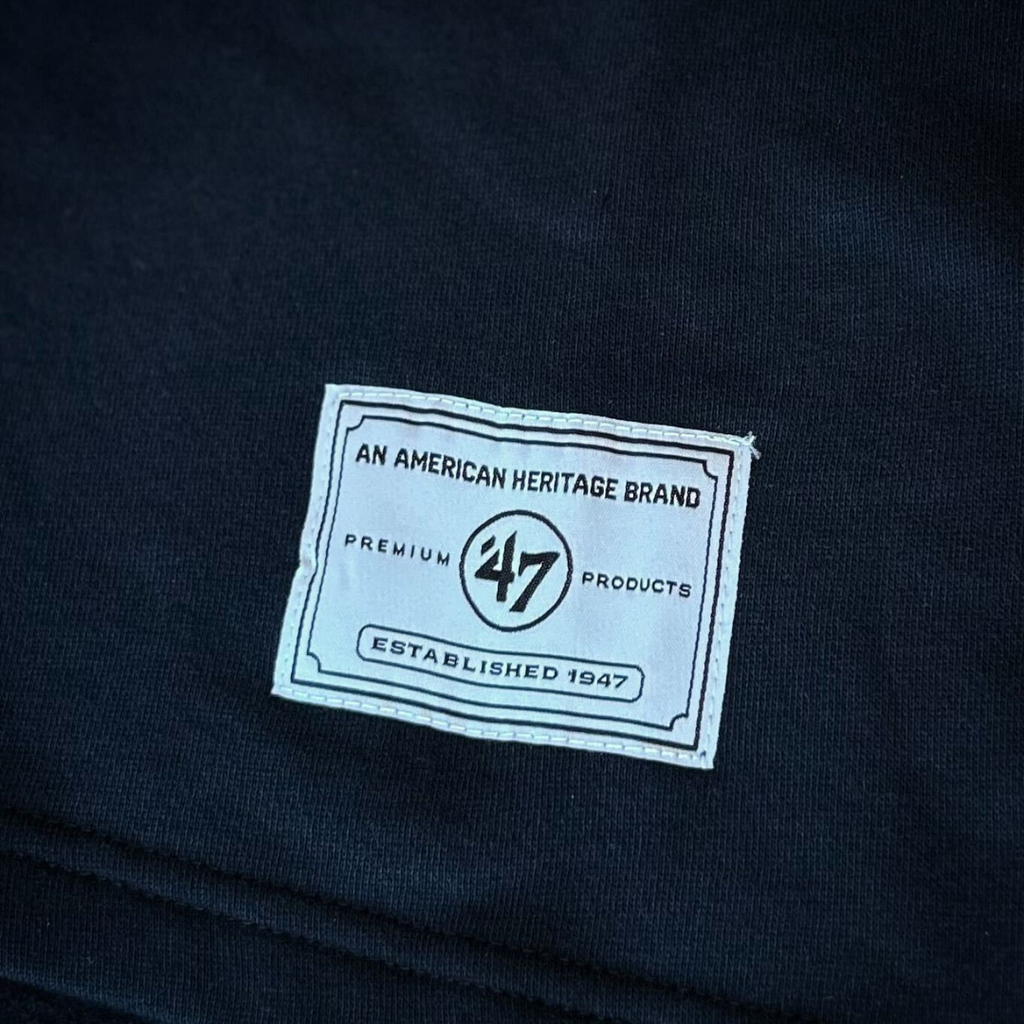 AN AMERICAN HERITAGE BRAND
PREMIUM '47 PRODUCTS
ESTABLISHED 1947